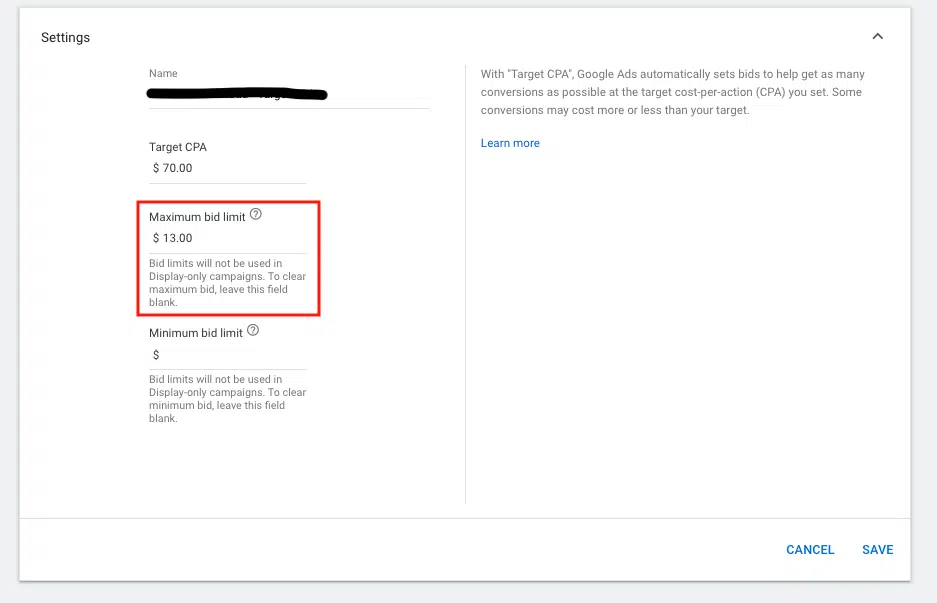 Settings
Name
Target CPA
$ 70.00
Maximum bid limit
$ 13.00
Bid limits will not be used in
Display-only campaigns. To clear
maximum bid, leave this field
blank.
Minimum bid limit
$
Bid limits will not be used in
Display-only campaigns. To clear
minimum bid, leave this field
blank.
With "Target CPA", Google Ads automatically sets bids to help get as many
conversions as possible at the target cost-per-action (CPA) you set. Some
conversions may cost more or less than your target.
Learn more
CANCEL SAVE